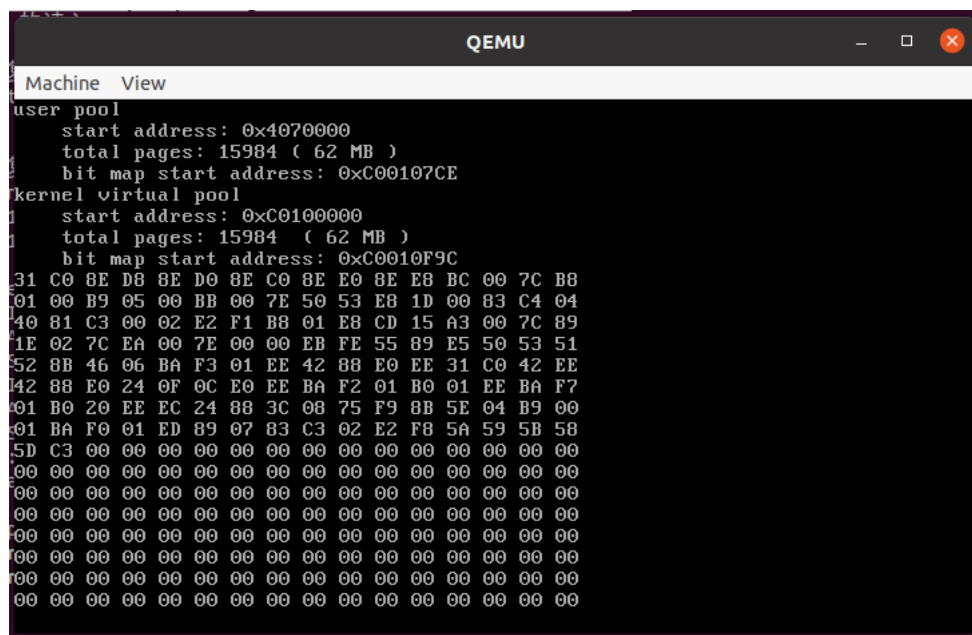 QEMU
Machine View
user pool
start address: 0x4070000
total pages: 15984 ( 62 MB )
bit map start address: 0xC00107CE
kernel virtual pool
start address: 0xC0100000
total pages: 15984 ( 62 MB )
bit map start address: 0xC0010F9C
31 C0 8E D8 8E D0 8E C0 8E E0 8E E8 BC 00 7C B8
01 00 B9 05 00 BB 00 7E 50 53 E8 1D 00 83 C4 04
40 81 C3 00 02 E2 F1 B8 01 E8 CD 15 A3 00 7C 89
1E 02 7C EA 00 7E 00 00 EB FE 55 89 E5 50 53 51
52 8B 46 06 BA F3 01 EE 42 88 E0 EE 31 C0 42 EE
42 88 E0 24 0F 0C E0 EE BA F2 01 B0 01 EE BA F7
01 B0 20 EE EC 24 88 3C 08 75 F9 8B 5E 04 B9 00
01 BA F0 01 ED 89 07 83 C3 02 E2 F8 5A 59 5B 58
5D C3 00 00 00 00 00 00 00 00 00 00 00 00 00 00
00 00 00 00 00 00 00 00 00 00 00 00 00 00 00 00
00 00 00 00 00 00 00 00 00 00 00 00 00 00 00 00
00 00 00 00 00 00 00 00 00 00 00 00 00 00 00 00
00 00 00 00 00 00 00 00 00 00 00 00 00 00 00 00
00 00 00 00 00 00 00 00 00 00 00 00 00 00 00 00
00 00 00 00 00 00 00 00 00 00 00 00 00 00 00 00
00 00 00 00 00 00 00 00 00 00 00 00 00 00 00 00